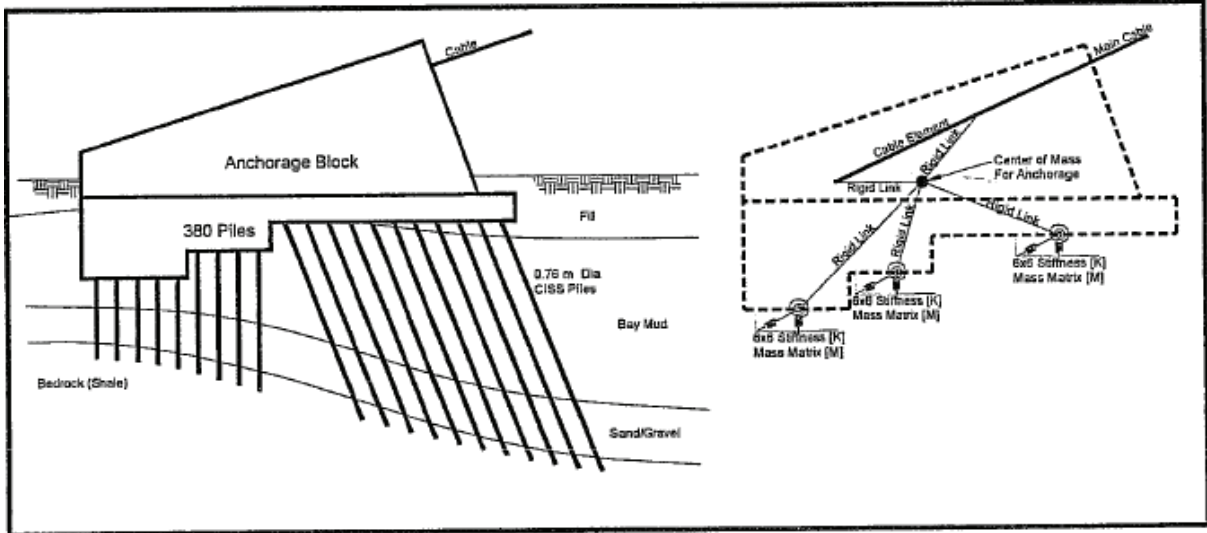 Cable
Anchorage Block
380 Piles
Fill
0.76 m Dia
CISS Piles
Bay Mud
Bedrock (Shale)
Sand/Gravel
Main Cable
Cable Element
Rigid Link
Center of Mass
For Anchorage
Rigid Link
Rigid Link
Rigid Link
Rigid Link
6x6 Stiffness [K]
Mass Matrix [M]
6x6 Stiffness [K]
Mass Matrix [M]
6x6 Stiffness [K]
Mass Matrix [M]